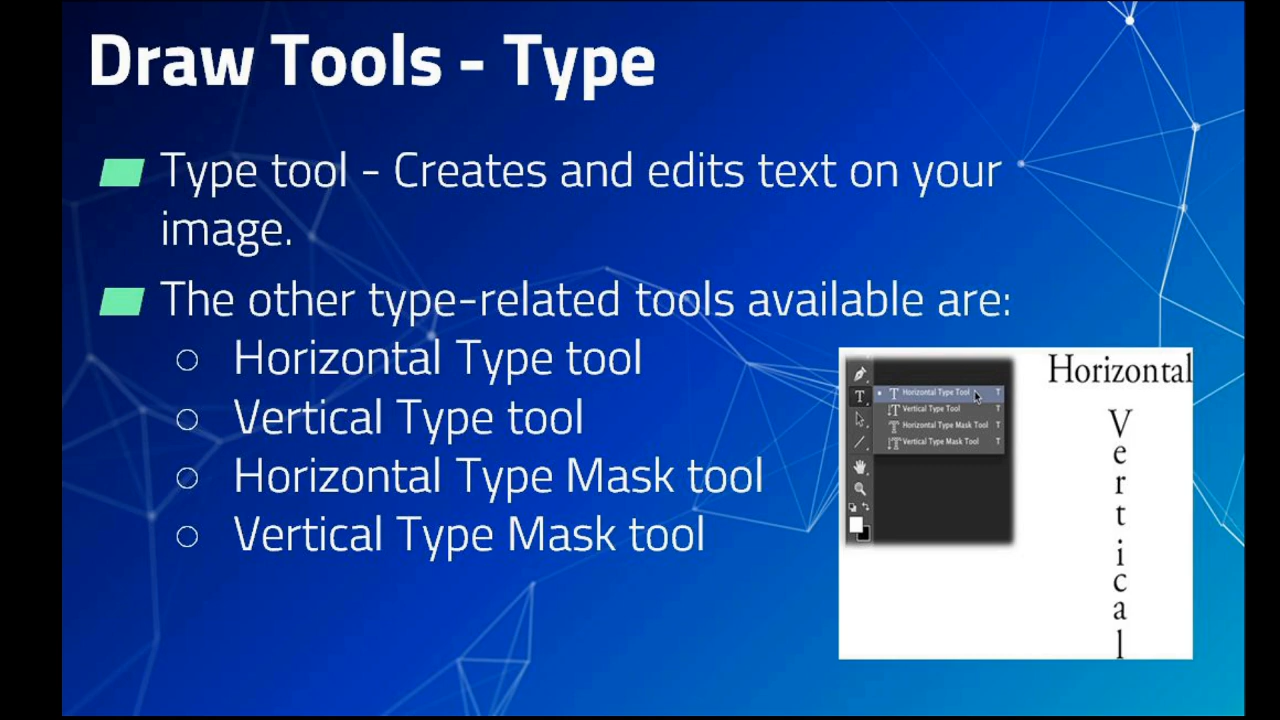 Draw Tools - Type
Type tool - Creates and edits text on your
image.
The other type-related tools available are:
Horizontal Type tool
Vertical Type tool
Horizontal Type Mask tool
Vertical Type Mask tool
Horizontal Type Tool T
Vertical Type Tool T
Horizontal Type Mask Tool T
Vertical Type Mask Tool T
Horizontal
Vertical